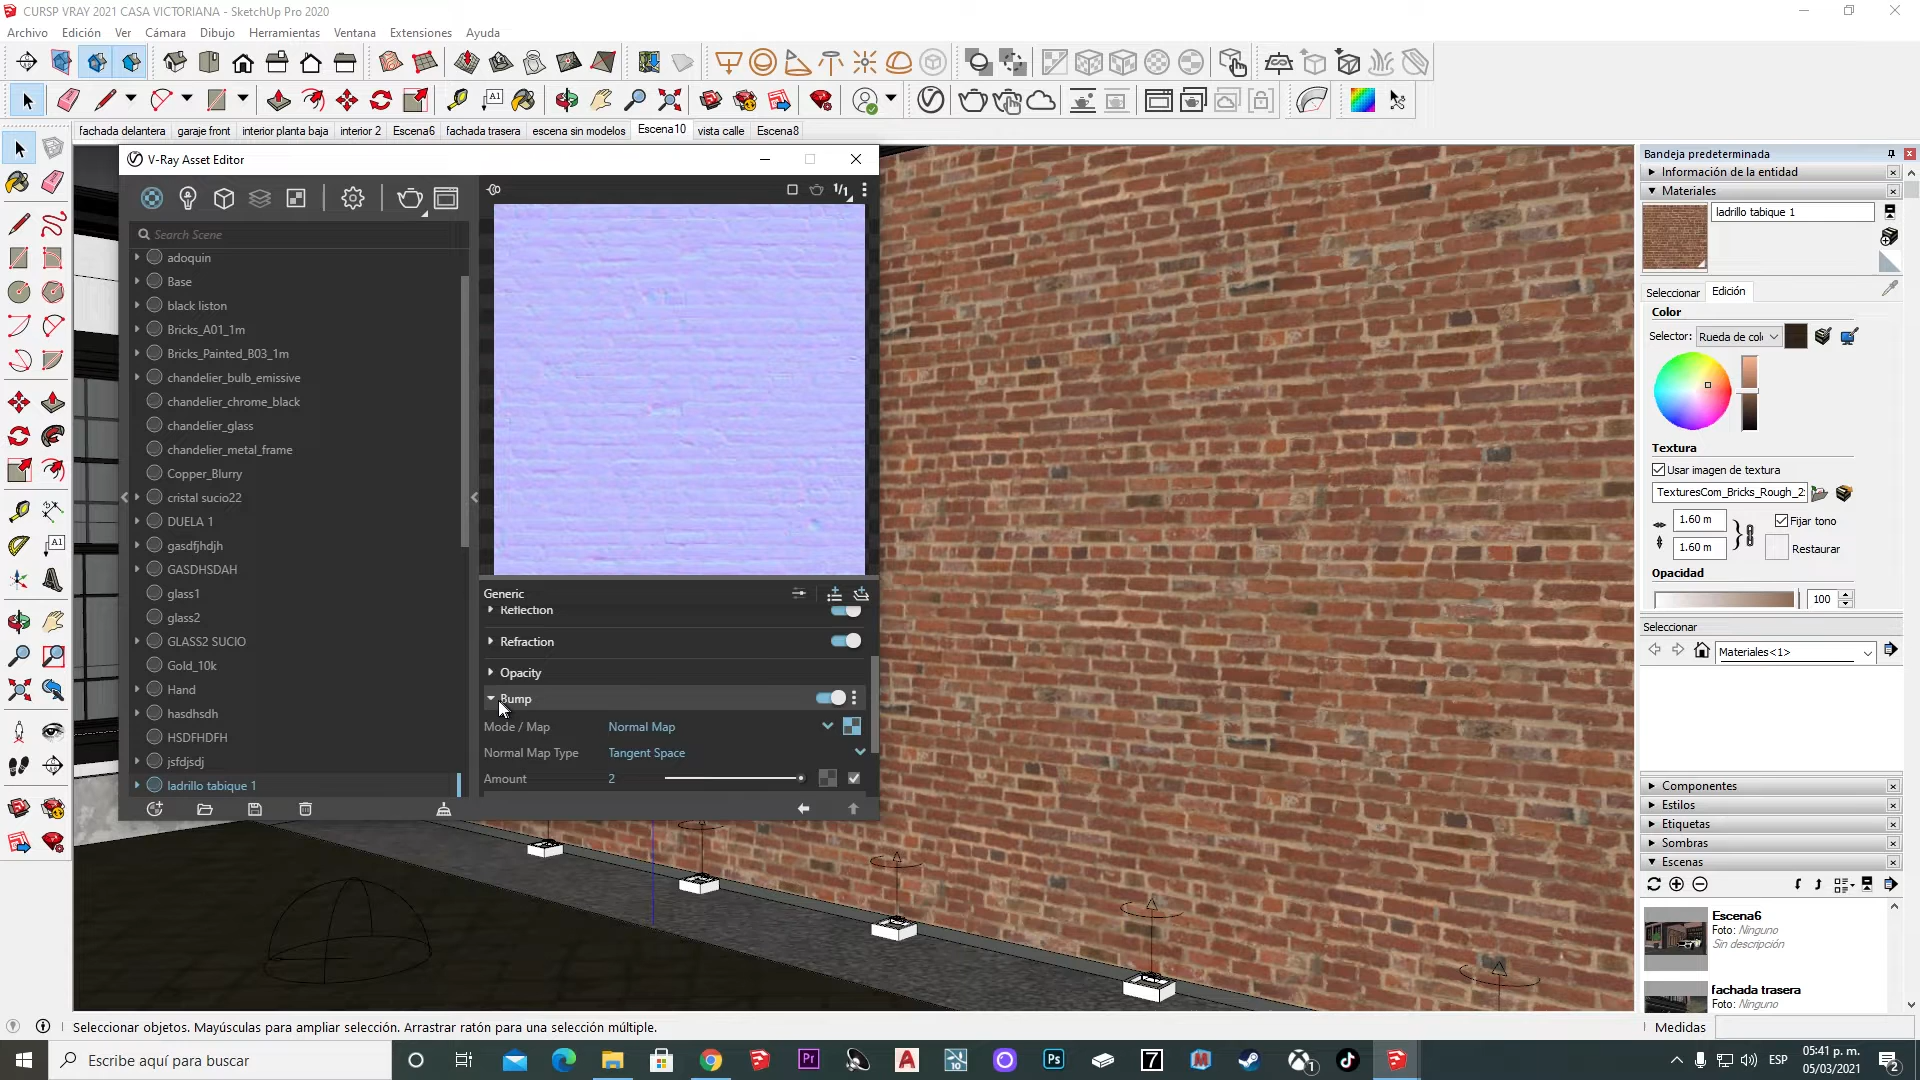 CURSP VRAY 2021 CASA VICTORIANA - SketchUp Pro 2020
Archivo Edición Ver Cámara Dibujo Herramientas Ventana Extensiones Ayuda
fachada delantera garaje front interior planta baja interior 2 Escena6 fachada trasera escena sin modelos Escena10 vista calle Escena8
V-Ray Asset Editor
Search Scene
adoquin
Base
black liston
Bricks_A01_1m
Bricks_Painted_B03_1m
chandelier_bulb_emissive
chandelier_chrome_black
chandelier_glass
chandelier_metal_frame
Copper_Blurry
cristal sucio22
DUELA 1
gasdfjhdjh
GASDHSDAH
glass1
glass2
GLASS2 SUCIO
Gold_10k
Hand
hasdhsdh
HSDFHDFH
jsfdjsdj
ladrillo tabique 1
1/1
Generic
Reflection
Refraction
Opacity
Bump
Mode / Map Normal Map
Normal Map Type Tangent Space
Amount 2
Bandeja predeterminada
Información de la entidad
Materiales
ladrillo tabique 1
Seleccionar Edición
Color
Selector: Rueda de col
Textura
Usar imagen de textura
TexturesCom_Bricks_Rough_2
1.60 m
Fijar tono
1.60 m
Restaurar
Opacidad
100
Seleccionar
Materiales<1>
Componentes
Estilos
Etiquetas
Sombras
Escenas
Escena6
Foto: Ninguno
Sin descripción
fachada trasera
Foto: Ninguno
Seleccionar objetos. Mayúsculas para ampliar selección. Arrastrar ratón para una selección múltiple.
Medidas
Escribe aquí para buscar
ESP
05:41 p. m.
05/03/2021
2